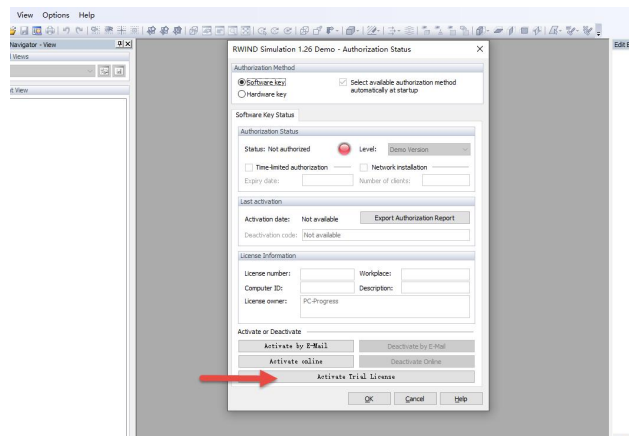 View Options Help
Navigator - View
Views
Edit
RWIND Simulation 1.26 Demo - Authorization Status
Authorization Method
Software key
Hardware key
Select available authorization method
automatically at startup
Software Key Status
Authorization Status
Status: Not authorized
Level: Demo Version
Time-limited authorization
Network installation
Expiry date:
Number of clients:
Last activation
Activation date: Not available
Export Authorization Report
Deactivation code: Not available
License Information
License number:
Workplace:
Computer ID:
Description:
License owner: PC-Progress
Activate or Deactivate
Activate by E-Mail
Deactivate by E-Mail
Activate online
Deactivate Online
Activate Trial License
OK Cancel Help